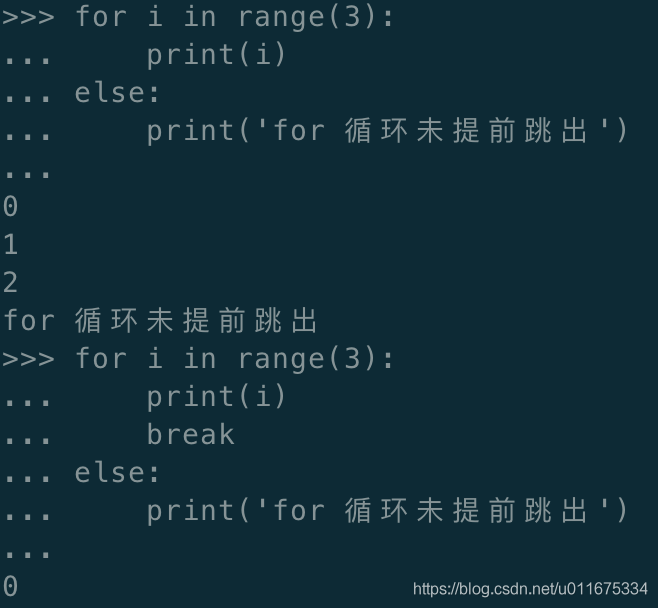 >>> for i in range(3):
...     print(i)
... else:
...     print('for 循环未提前跳出')
...
0
1
2
for 循环未提前跳出
>>> for i in range(3):
...     print(i)
...     break
... else:
...     print('for 循环未提前跳出')
...
0
https://blog.csdn.net/u011675334